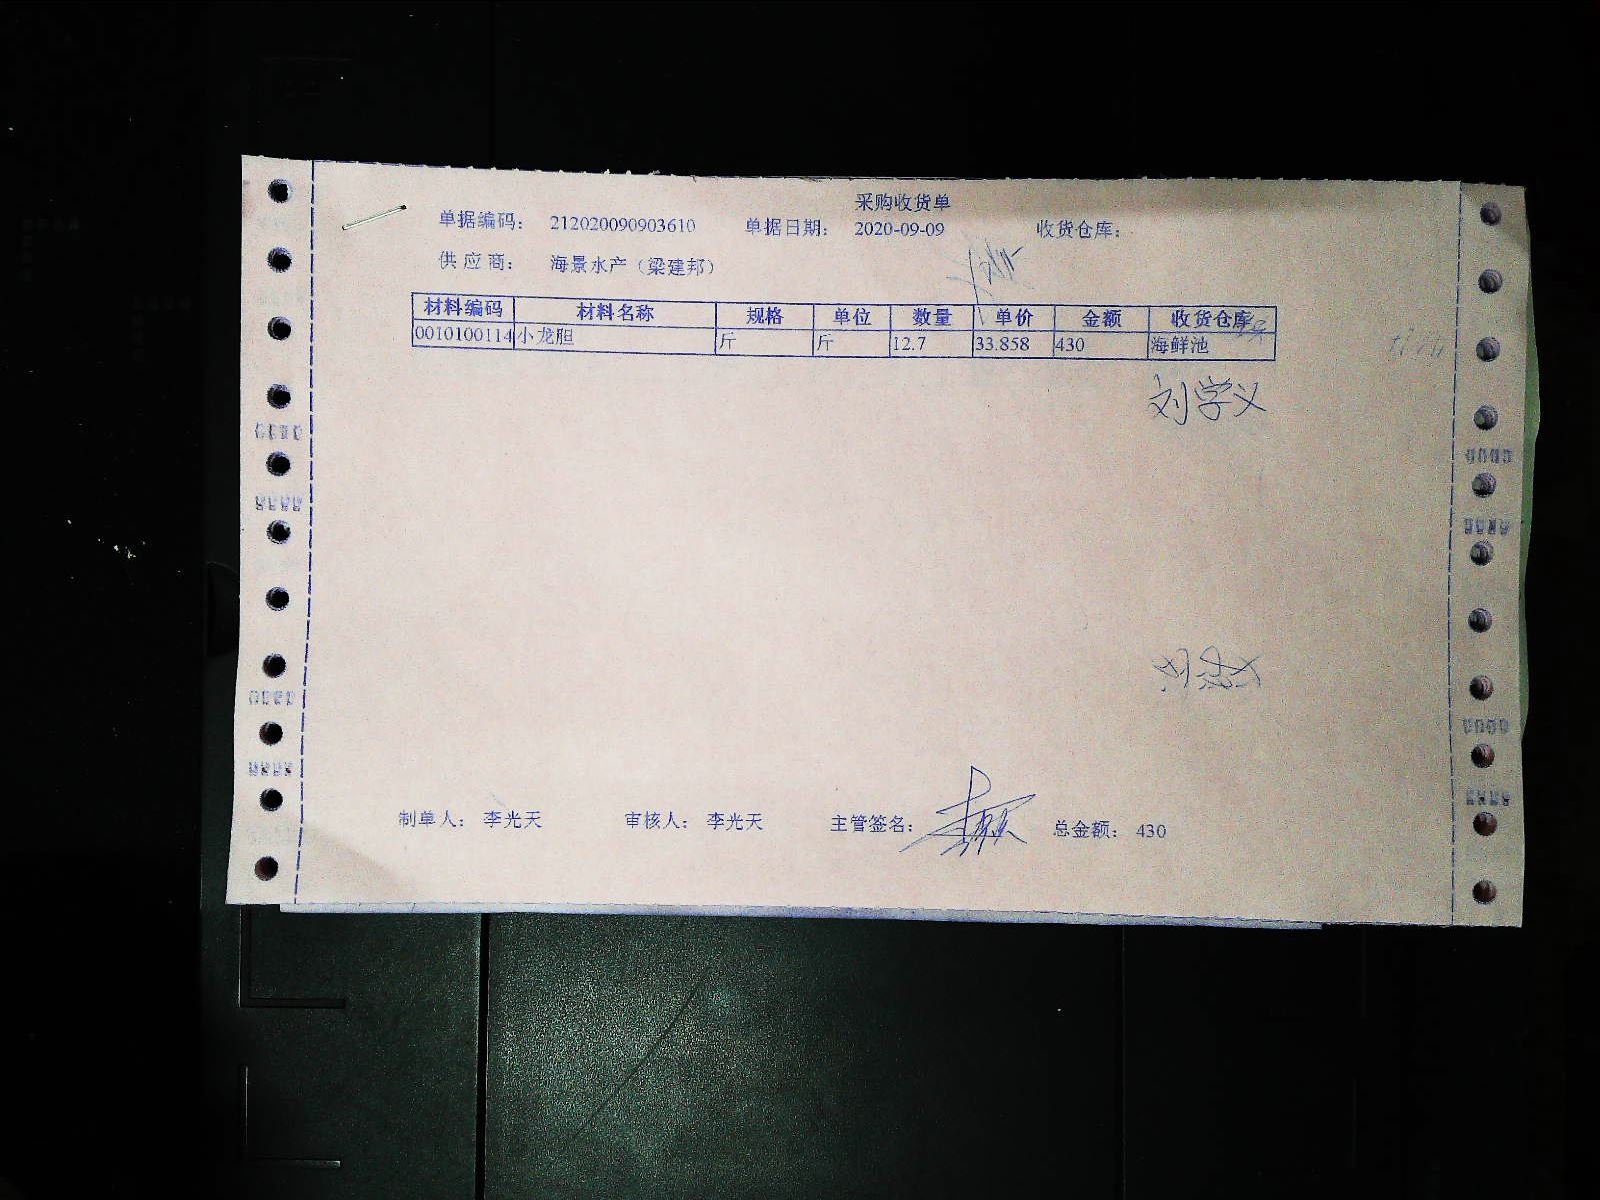 采购收货单
单据编码： 212020090903610 单据日期： 2020-09-09 收货仓库：
供 应 商： 海景水产（梁建邦）
材料编码 材料名称 规格 单位 数量 单价 金额 收货仓库
0010100114 小龙胆 斤 斤 12.7 33.858 430 海鲜池
刘学义
制单人： 李光天 审核人： 李光天 主管签名： 总金额： 430